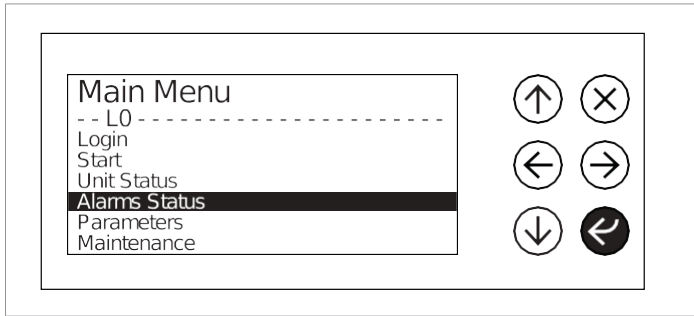 Main Menu
- - L0 - - - - - - - - - - - - - - - - - - - - - -
Login
Start
Unit Status
Alarms Status
Parameters
Maintenance